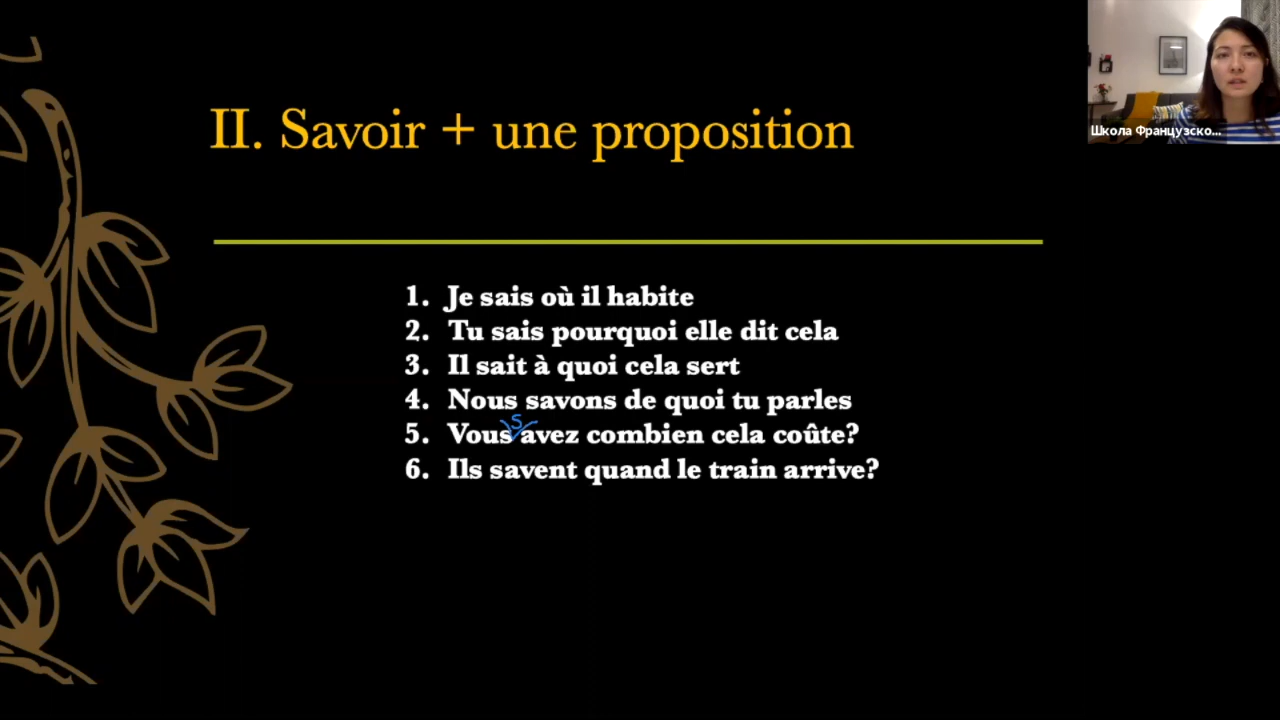 II. Savoir + une proposition
Школа Французско...
1. Je sais où il habite
2. Tu sais pourquoi elle dit cela
3. Il sait à quoi cela sert
4. Nous savons de quoi tu parles
s
5. Vous avez combien cela coûte?
6. Ils savent quand le train arrive?